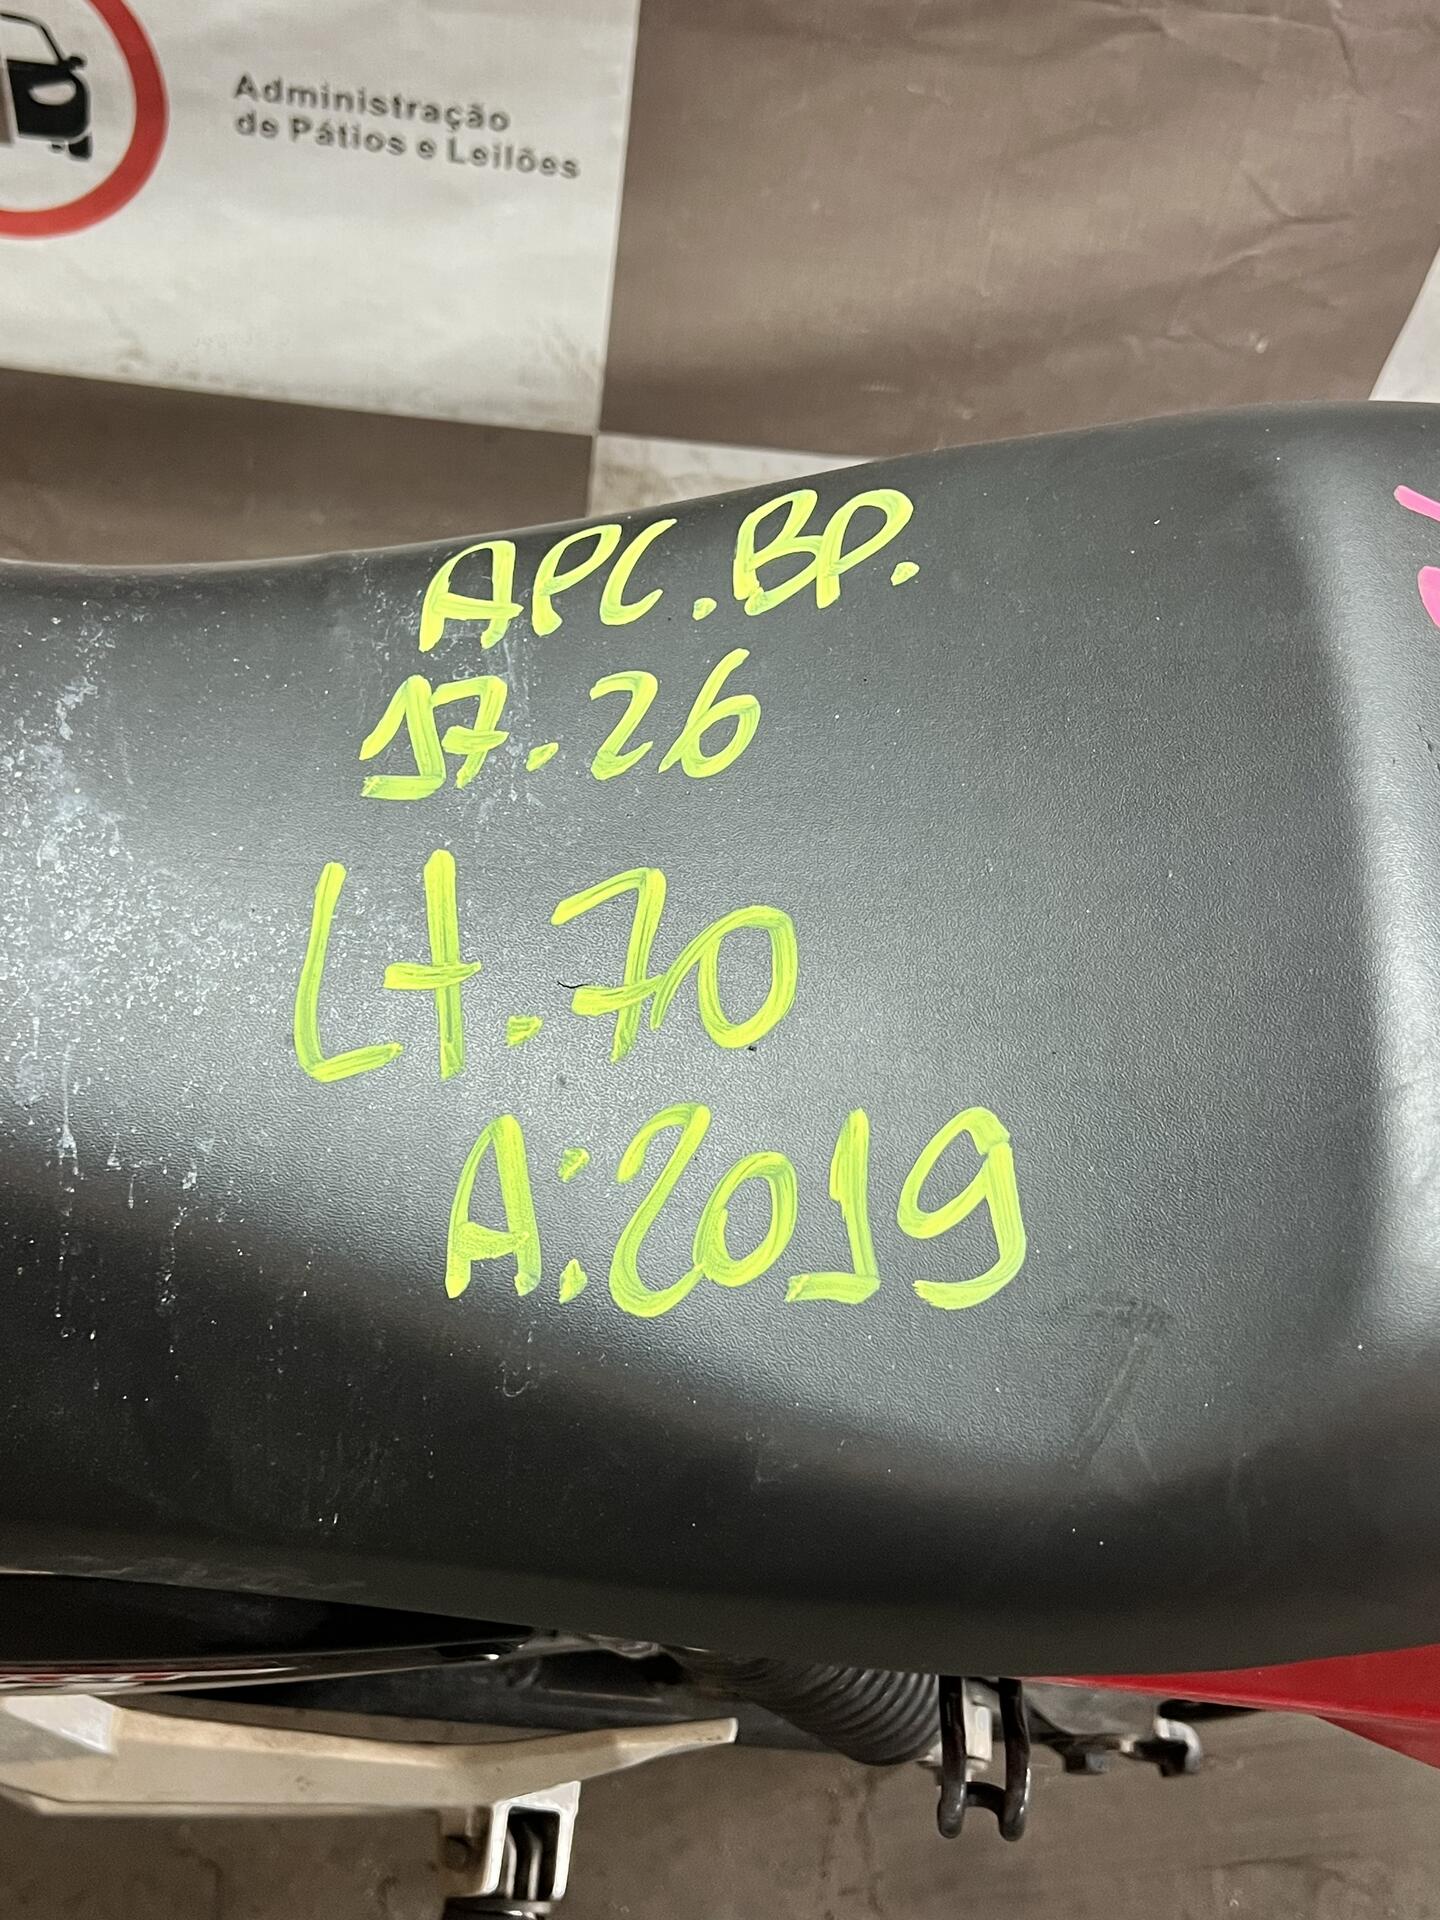 Administração
de Pátios e Leilões
APC.BP.
17.26
Lt.70
A:2019